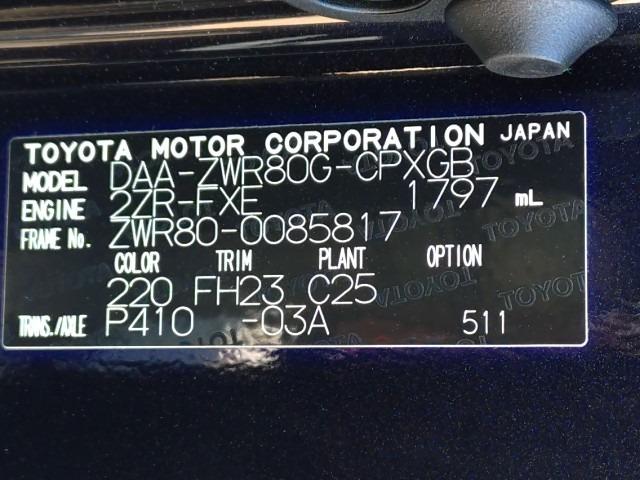 TOYOTA MOTOR CORPORATION JAPAN
MODEL DAA-ZWR80G-CPXGB
ENGINE 2ZR-FXE 1797 mL
FRAME No. ZWR80-0085817
COLOR TRIM PLANT OPTION
220 FH23 C25
TRANS./AXLE P410 -03A 511